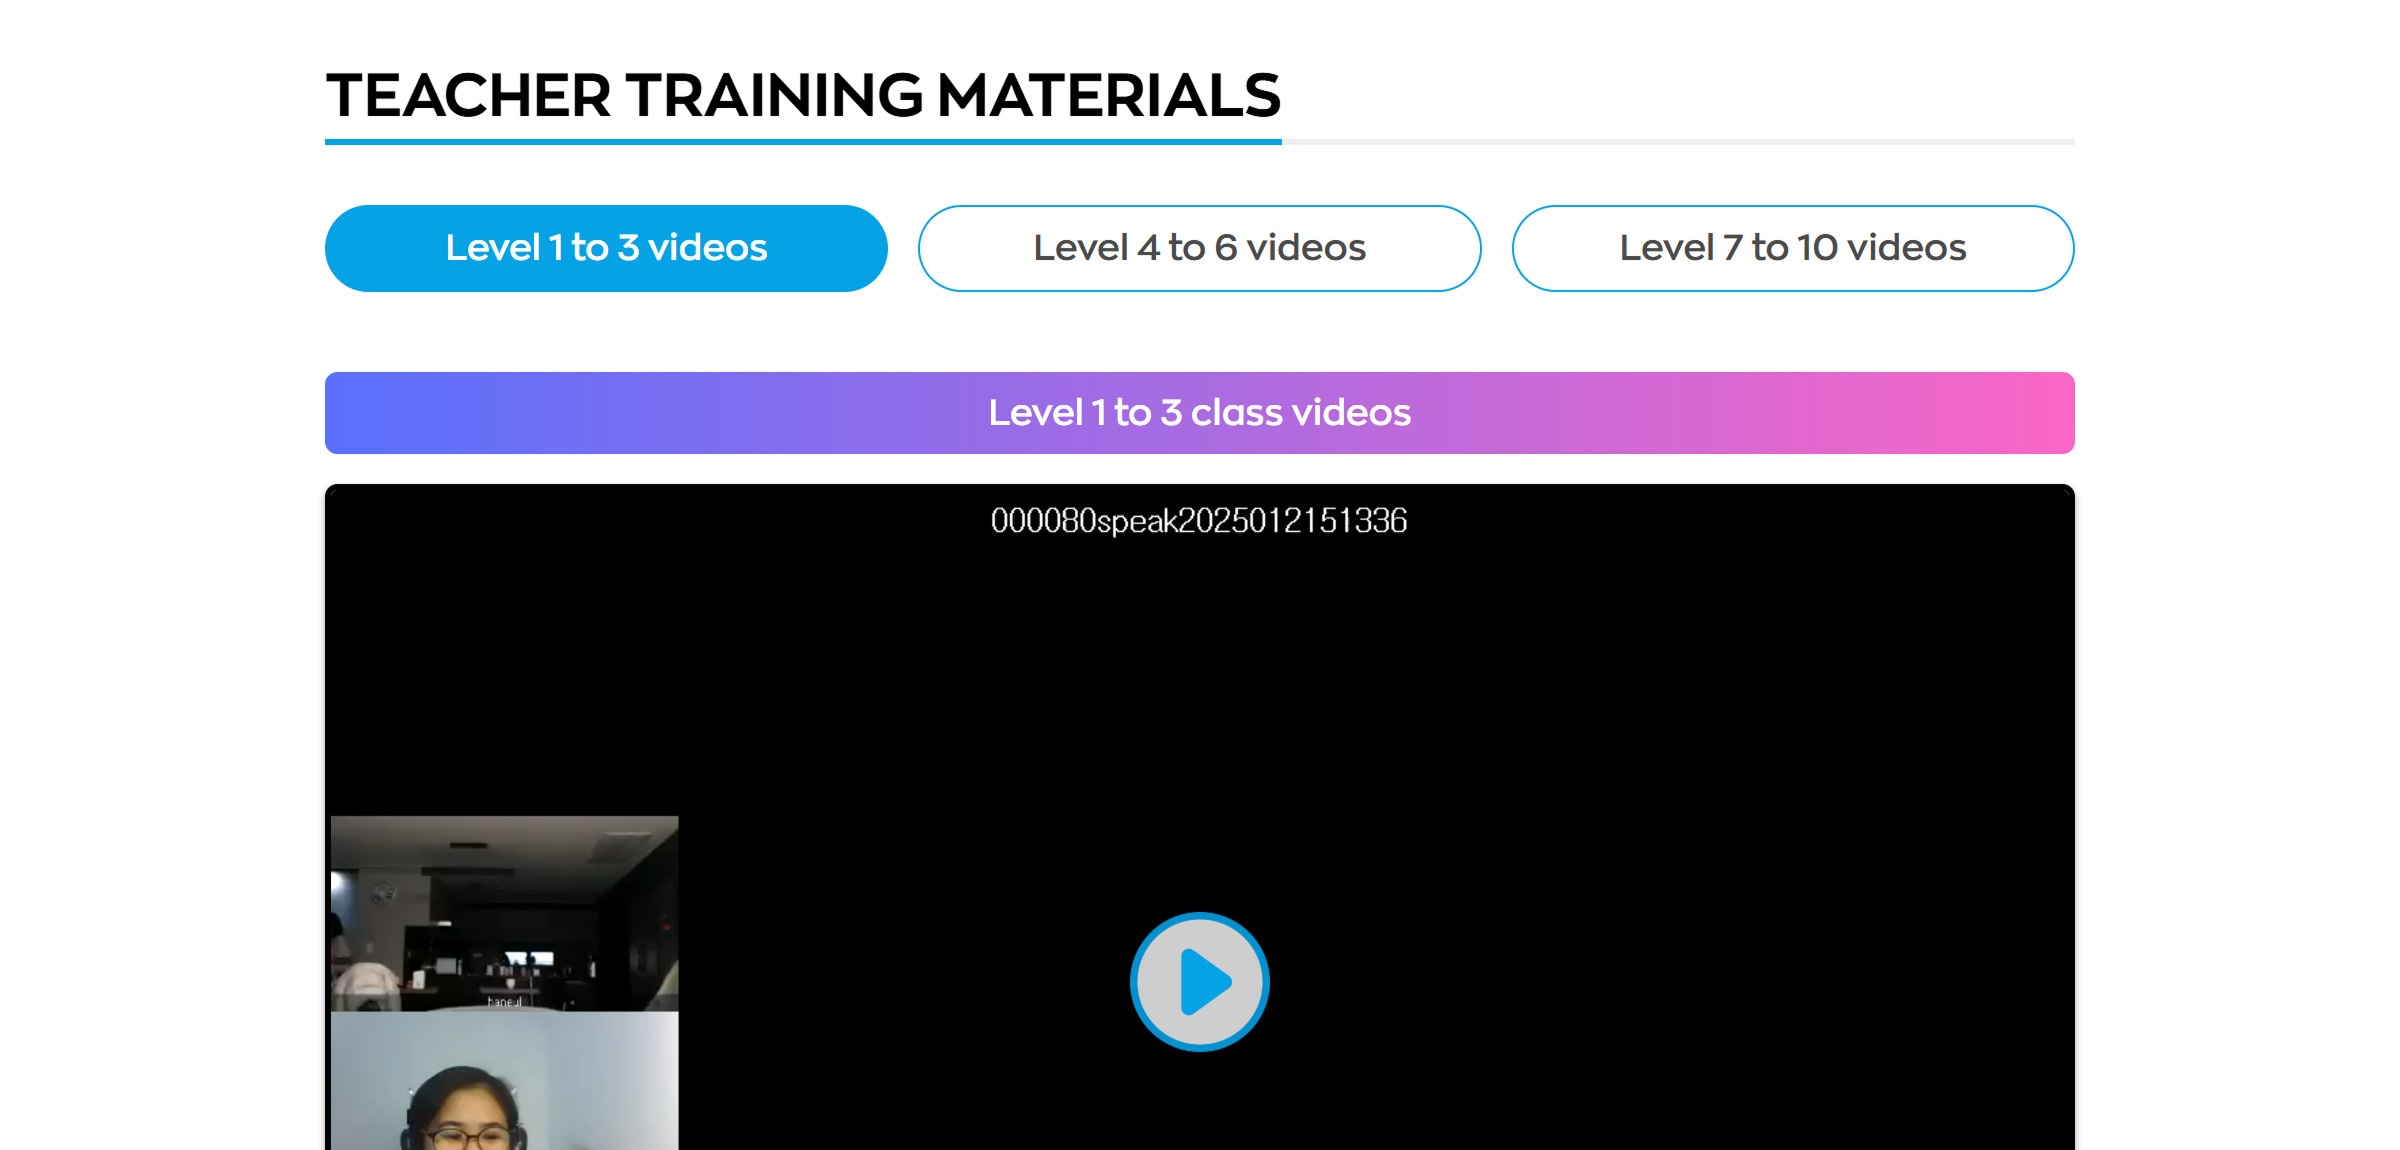 TEACHER TRAINING MATERIALS
Level 1 to 3 videos
Level 4 to 6 videos
Level 7 to 10 videos
Level 1 to 3 class videos
000080speak2025012151336
haneul